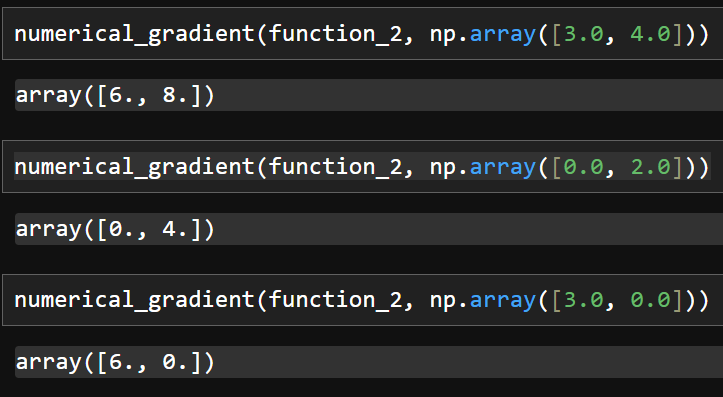 numerical_gradient(function_2, np.array([3.0, 4.0]))
array([6., 8.])
numerical_gradient(function_2, np.array([0.0, 2.0]))
array([0., 4.])
numerical_gradient(function_2, np.array([3.0, 0.0]))
array([6., 0.])